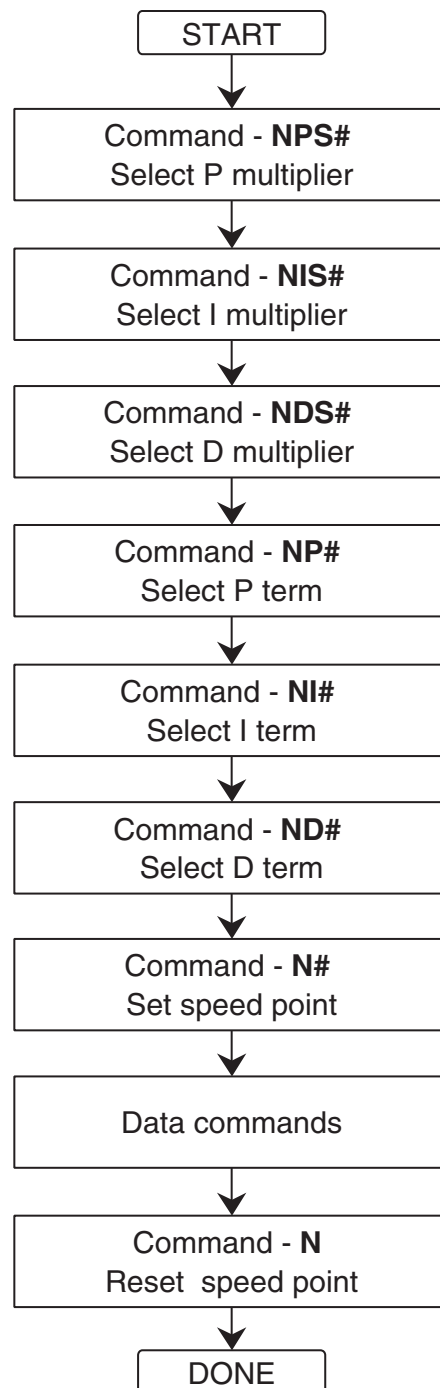 START
Command - NPS#
Select P multiplier
Command - NIS#
Select I multiplier
Command - NDS#
Select D multiplier
Command - NP#
Select P term
Command - NI#
Select I term
Command - ND#
Select D term
Command - N#
Set speed point
Data commands
Command - N
Reset speed point
DONE